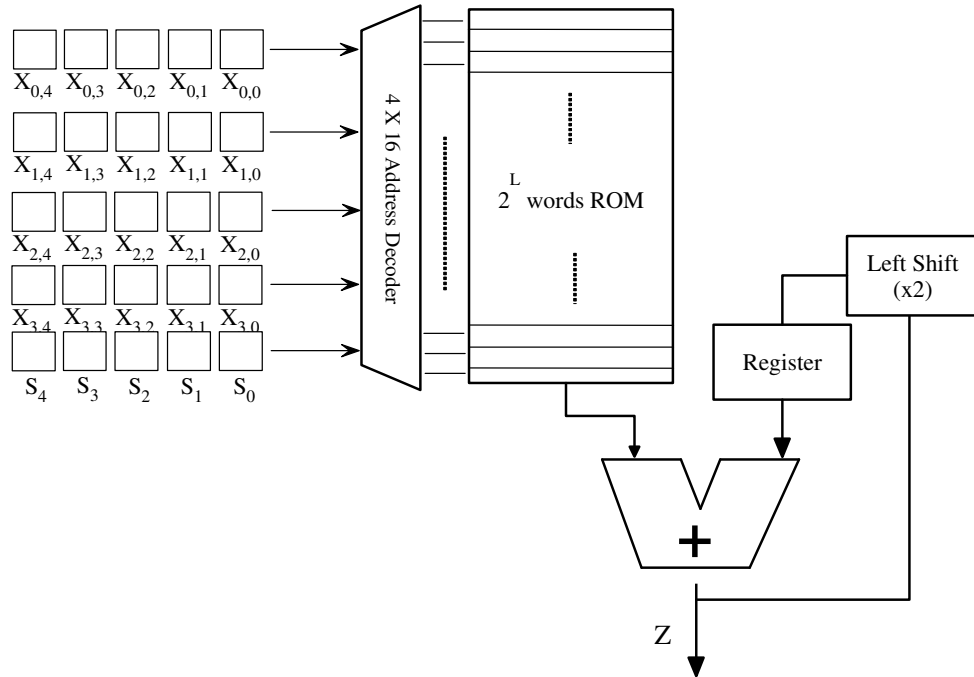 X0,4 X0,3 X0,2 X0,1 X0,0
X1,4 X1,3 X1,2 X1,1 X1,0
X2,4 X2,3 X2,2 X2,1 X2,0
X3,4 X3,3 X3,2 X3,1 X3,0
S4 S3 S2 S1 S0
4 X 16 Address Decoder
2^L words ROM
Left Shift
(x2)
Register
+
Z